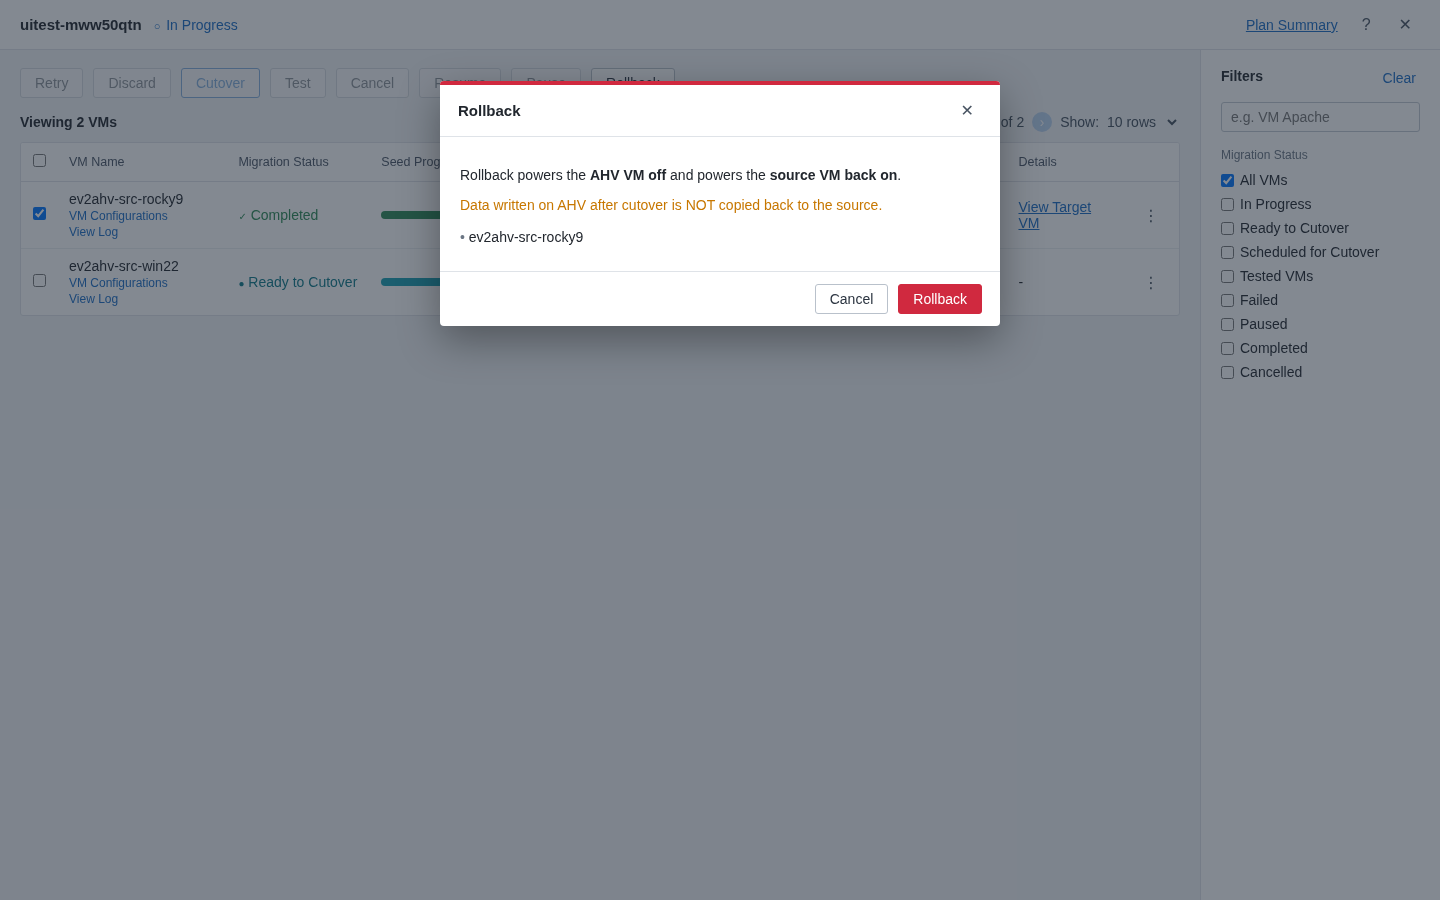 uitest-mww50qtn In Progress Plan Summary ? ✕
Retry Discard Cutover Test Cancel Rollback
Viewing 2 VMs of 2 › Show: 10 rows
VM Name Migration Status Seed Prog Details
ev2ahv-src-rocky9
VM Configurations
View Log
✓ Completed
View Target
VM
⋮
ev2ahv-src-win22
VM Configurations
View Log
● Ready to Cutover
-
⋮
Rollback ✕
Rollback powers the AHV VM off and powers the source VM back on.
Data written on AHV after cutover is NOT copied back to the source.
• ev2ahv-src-rocky9
Cancel Rollback
Filters Clear
e.g. VM Apache
Migration Status
All VMs
In Progress
Ready to Cutover
Scheduled for Cutover
Tested VMs
Failed
Paused
Completed
Cancelled